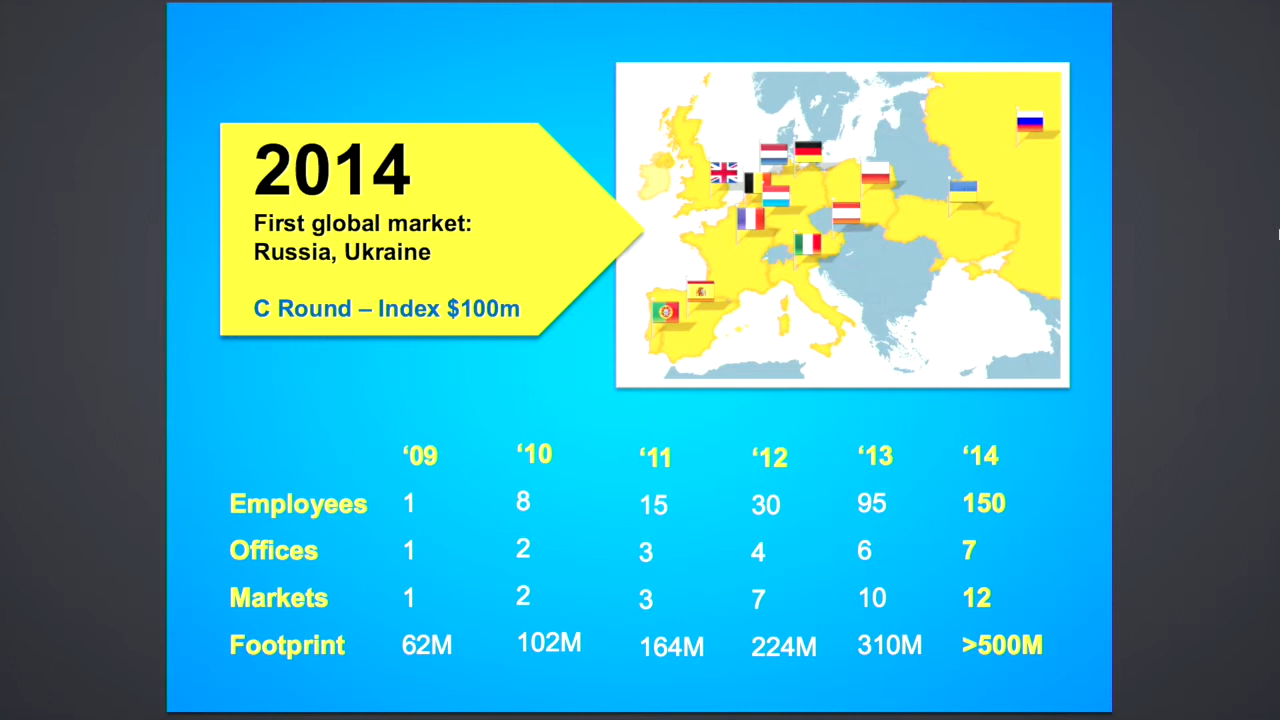 2014
First global market:
Russia, Ukraine
C Round – Index $100m
‘09 ‘10 ‘11 ‘12 ‘13 ‘14
Employees 1 8 15 30 95 150
Offices 1 2 3 4 6 7
Markets 1 2 3 7 10 12
Footprint 62M 102M 164M 224M 310M >500M